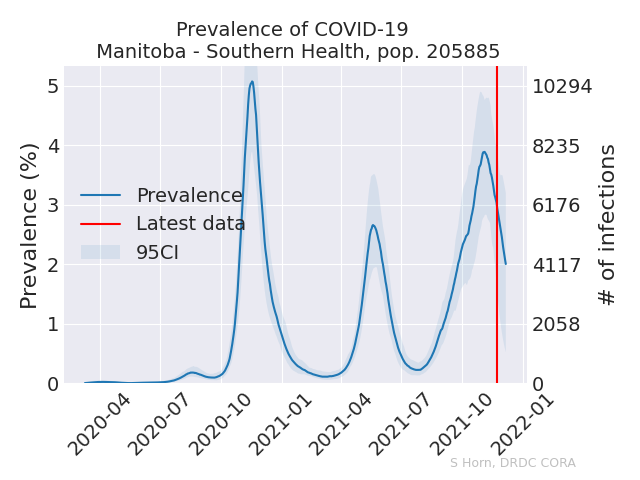 Prevalence of COVID-19
Manitoba - Southern Health, pop. 205885
Prevalence (%)
5
4
3
2
1
0
10294
8235
6176
4117
2058
0
# of infections
Prevalence
Latest data
95CI
2020-04
2020-07
2020-10
2021-01
2021-04
2021-07
2021-10
2022-01
S Horn, DRDC CORA